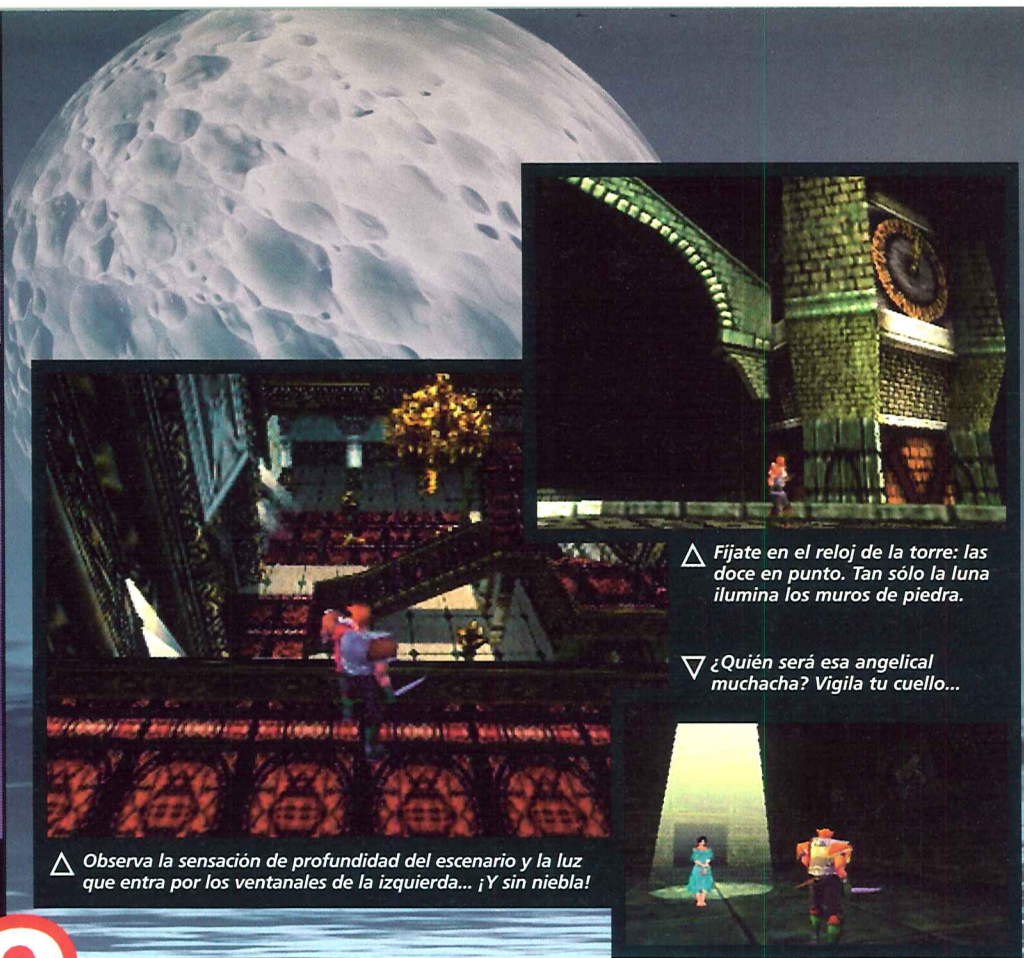 Fíjate en el reloj de la torre: las
doce en punto. Tan sólo la luna
ilumina los muros de piedra.
¿Quién será esa angelical
muchacha? Vigila tu cuello...
Observa la sensación de profundidad del escenario y la luz
que entra por los ventanales de la izquierda... ¡Y sin niebla!